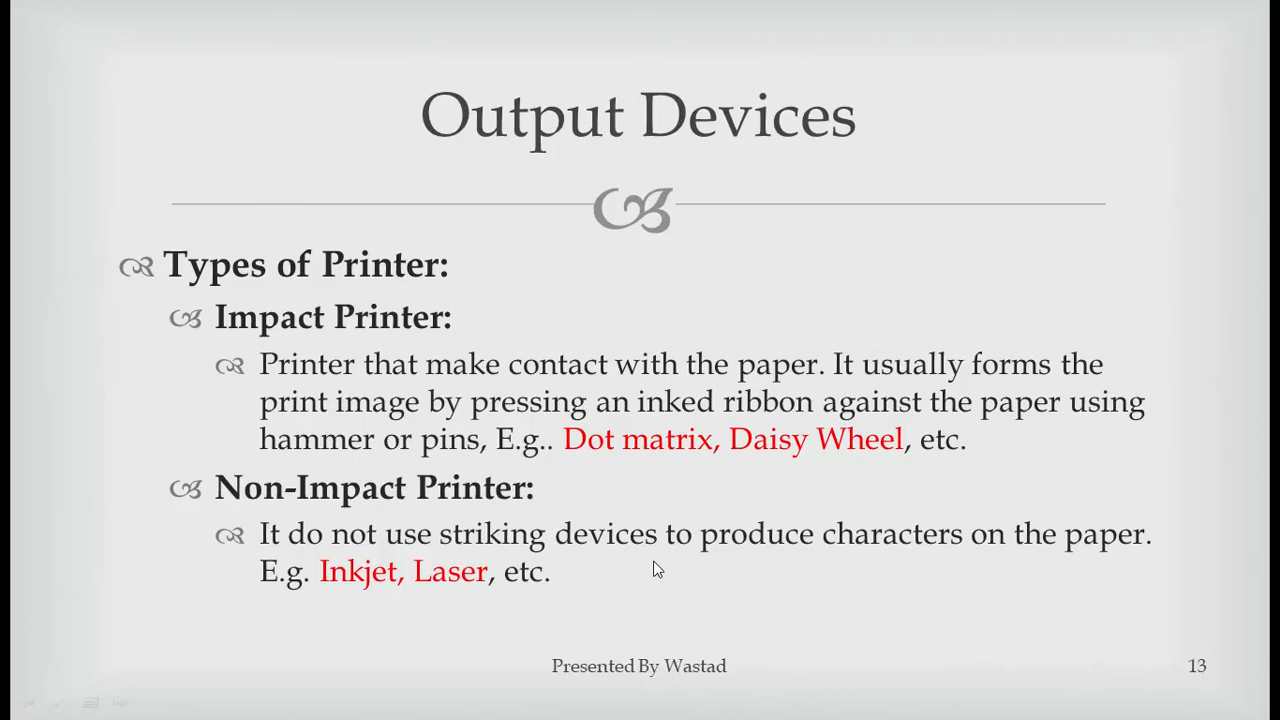 Output Devices
Types of Printer:
Impact Printer:
Printer that make contact with the paper. It usually forms the
print image by pressing an inked ribbon against the paper using
hammer or pins, E.g.. Dot matrix, Daisy Wheel, etc.
Non-Impact Printer:
It do not use striking devices to produce characters on the paper.
E.g. Inkjet, Laser, etc.
Presented By Wastad
13